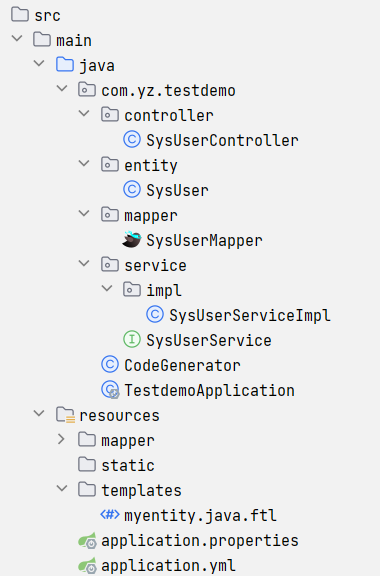 src
main
java
com.yz.testdemo
controller
SysUserController
entity
SysUser
mapper
SysUserMapper
service
impl
SysUserServiceImpl
SysUserService
CodeGenerator
TestdemoApplication
resources
mapper
static
templates
myentity.java.ftl
application.properties
application.yml